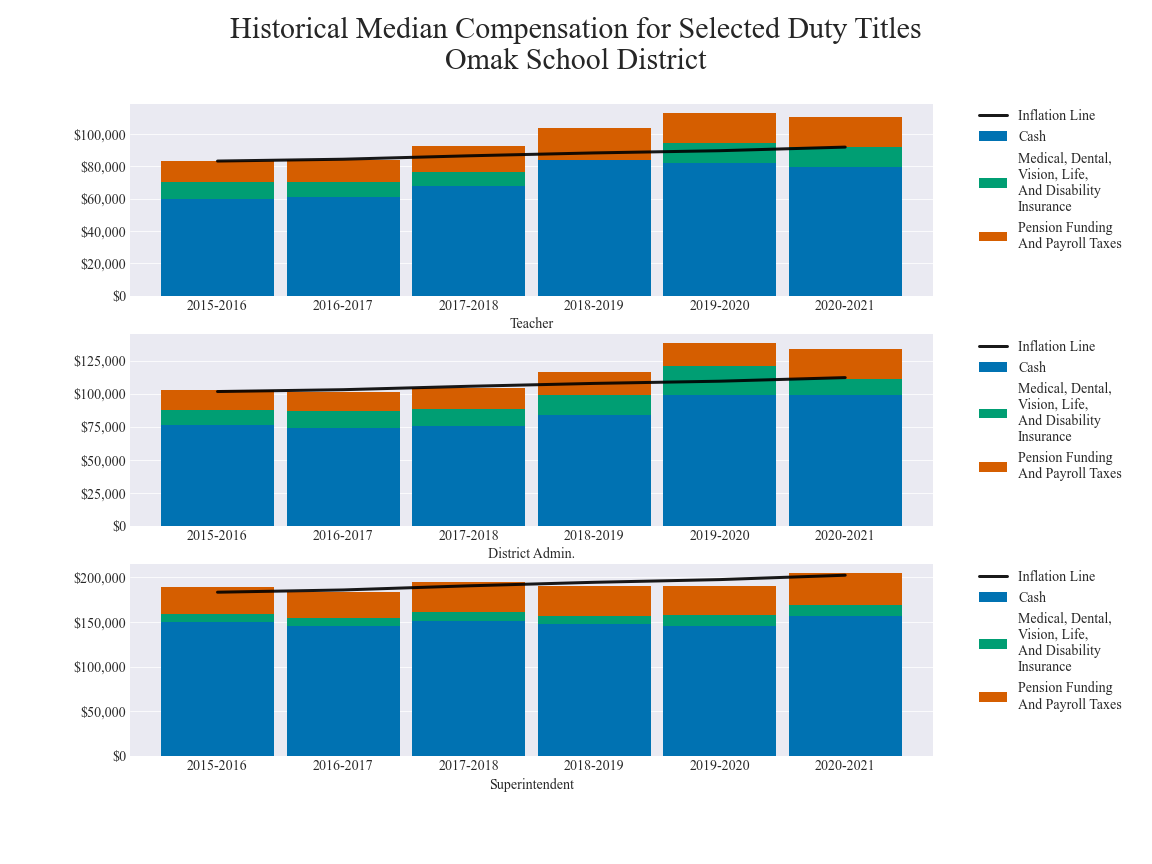 Historical Median Compensation for Selected Duty Titles
Omak School District
$100,000
$80,000
$60,000
$40,000
$20,000
$0
2015-2016 2016-2017 2017-2018 2018-2019 2019-2020 2020-2021
Teacher
Inflation Line
Cash
Medical, Dental,
Vision, Life,
And Disability
Insurance
Pension Funding
And Payroll Taxes
$125,000
$100,000
$75,000
$50,000
$25,000
$0
2015-2016 2016-2017 2017-2018 2018-2019 2019-2020 2020-2021
District Admin.
Inflation Line
Cash
Medical, Dental,
Vision, Life,
And Disability
Insurance
Pension Funding
And Payroll Taxes
$200,000
$150,000
$100,000
$50,000
$0
2015-2016 2016-2017 2017-2018 2018-2019 2019-2020 2020-2021
Superintendent
Inflation Line
Cash
Medical, Dental,
Vision, Life,
And Disability
Insurance
Pension Funding
And Payroll Taxes